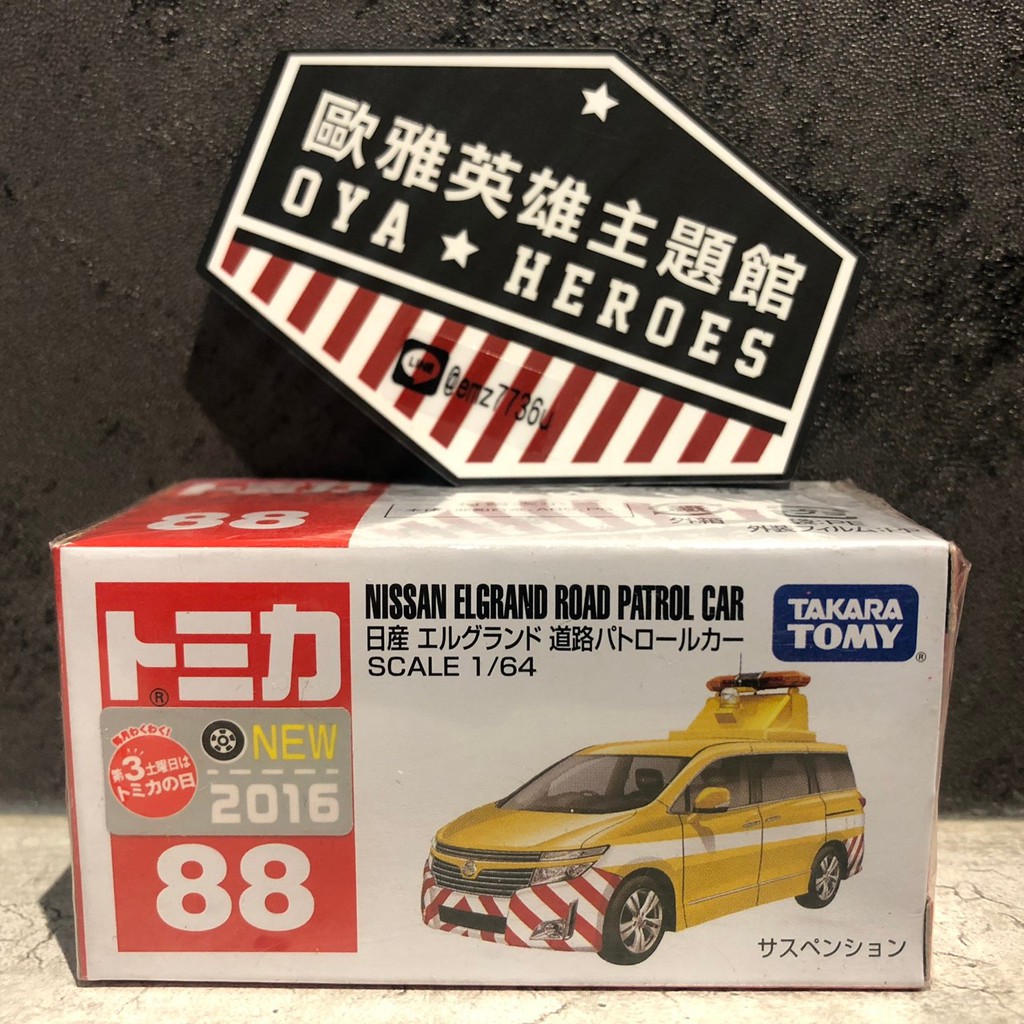 歐雅英雄主題館
OYA ★ HEROES
LINE
@emz7736u
88
外箱
トミカ
®
NISSAN ELGRAND ROAD PATROL CAR
日産 エルグランド 道路パトロールカー
SCALE 1/64
TAKARA
TOMY
®
毎月わくわく!
第3土曜日は
トミカの日
NEW
2016
88
サスペンション